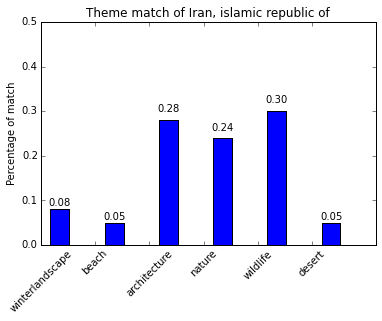 Theme match of Iran, islamic republic of
Percentage of match
0.5
0.4
0.3
0.2
0.1
0.0
0.08
0.05
0.28
0.24
0.30
0.05
winterlandscape
beach
architecture
nature
wildlife
desert